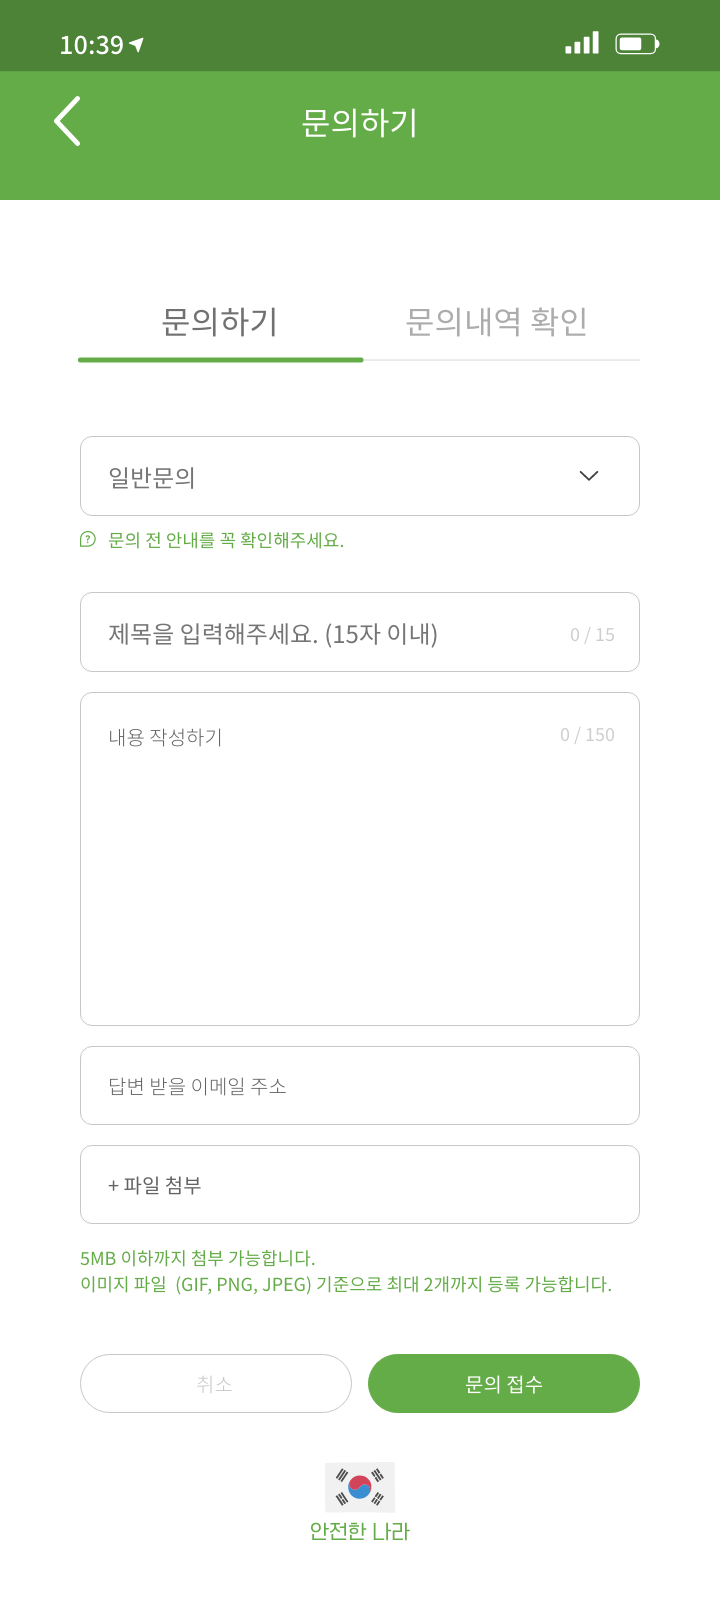 10:39
문의하기
문의하기
문의내역 확인
일반문의
? 문의 전 안내를 꼭 확인해주세요.
제목을 입력해주세요. (15자 이내)
0 / 15
내용 작성하기
0 / 150
답변 받을 이메일 주소
+ 파일 첨부
5MB 이하까지 첨부 가능합니다.
이미지 파일 (GIF, PNG, JPEG) 기준으로 최대 2개까지 등록 가능합니다.
취소
문의 접수
안전한 나라